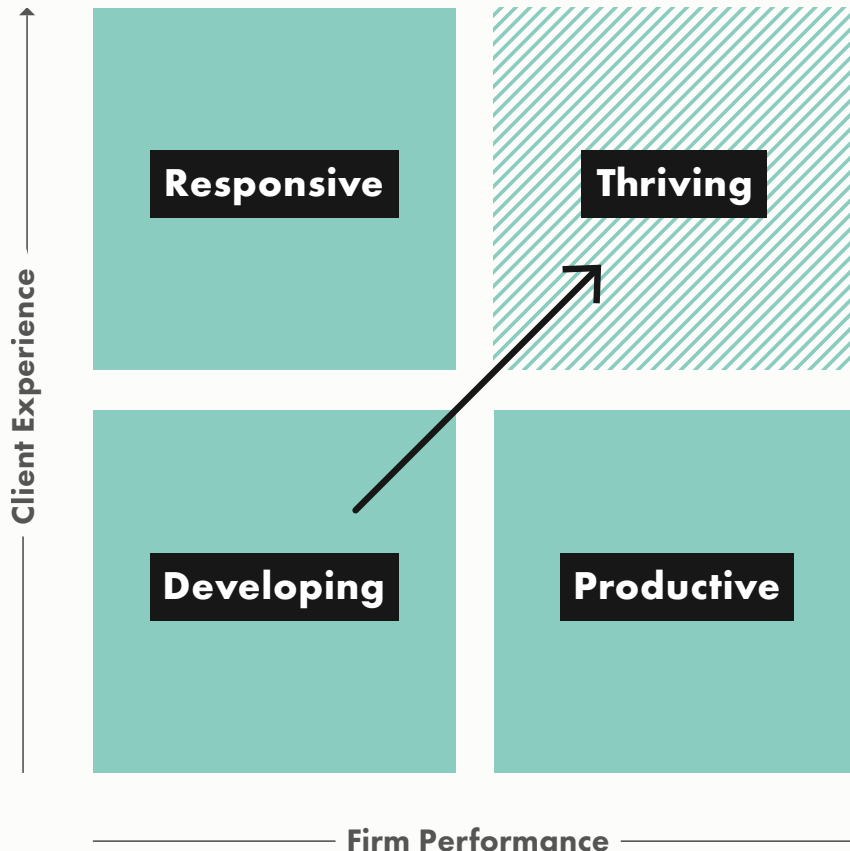 Responsive
Thriving
Client Experience
Developing
Productive
Firm Performance